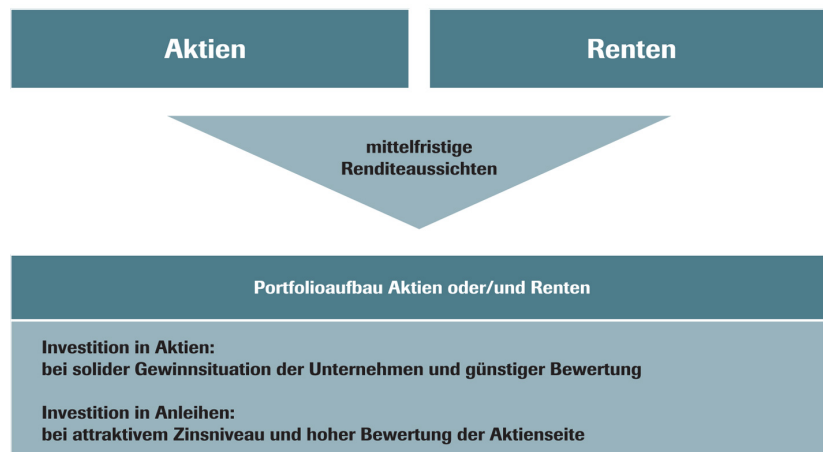 Aktien
Renten
mittelfristige
Renditeaussichten
Portfolioaufbau Aktien oder/und Renten
Investition in Aktien:
bei solider Gewinnsituation der Unternehmen und günstiger Bewertung
Investition in Anleihen:
bei attraktivem Zinsniveau und hoher Bewertung der Aktienseite